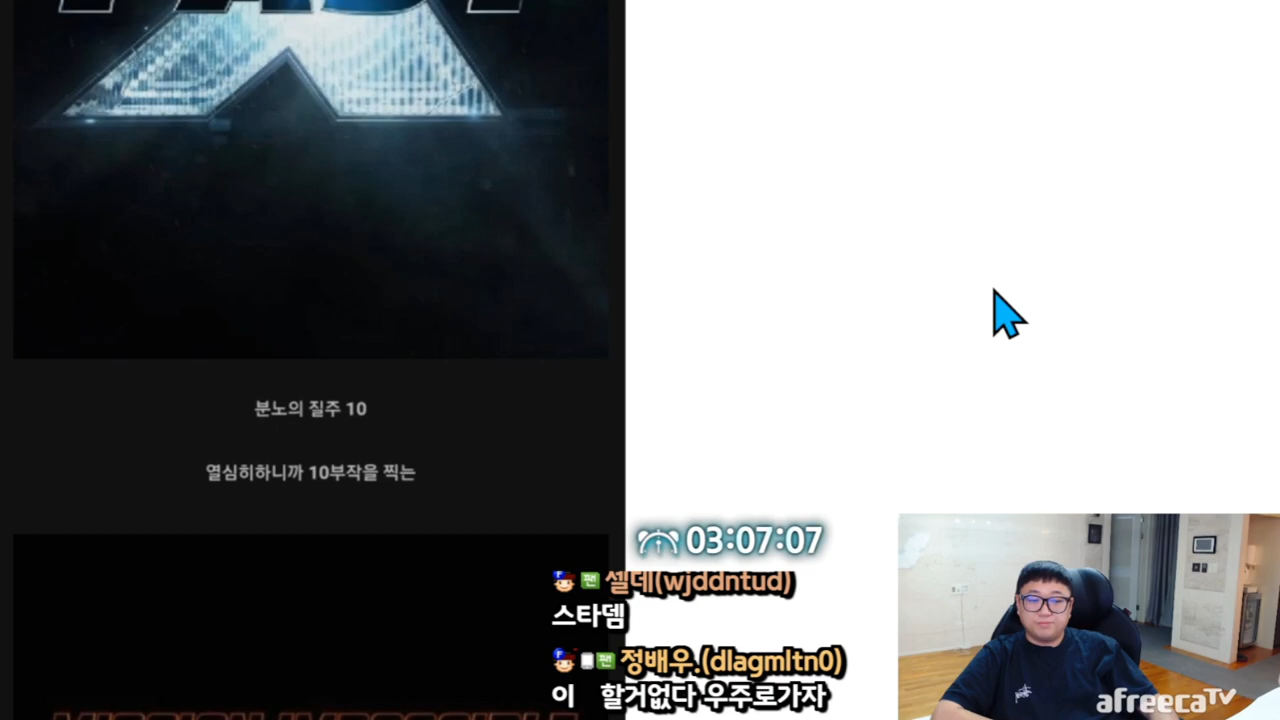 분노의 질주 10
열심히하니까 10부작을 찍는
03:07:07
팬 셀데(wjddntud)
스타뎀
팬 정배우.(dlagmltn0)
이 할거없다 우주로가자
afreecaTV